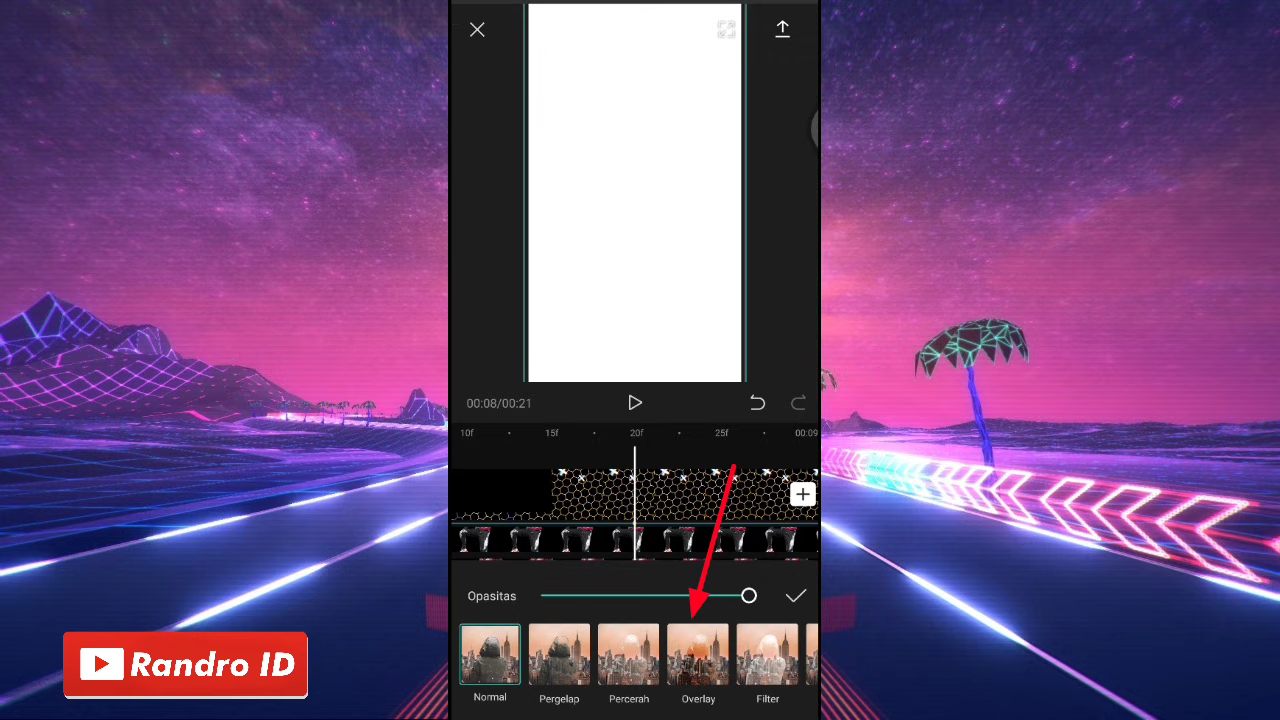 00:08/00:21
10f
15f
20f
25f
00:09
Opasitas
Normal
Pergelap
Percerah
Overlay
Filter
Randro ID